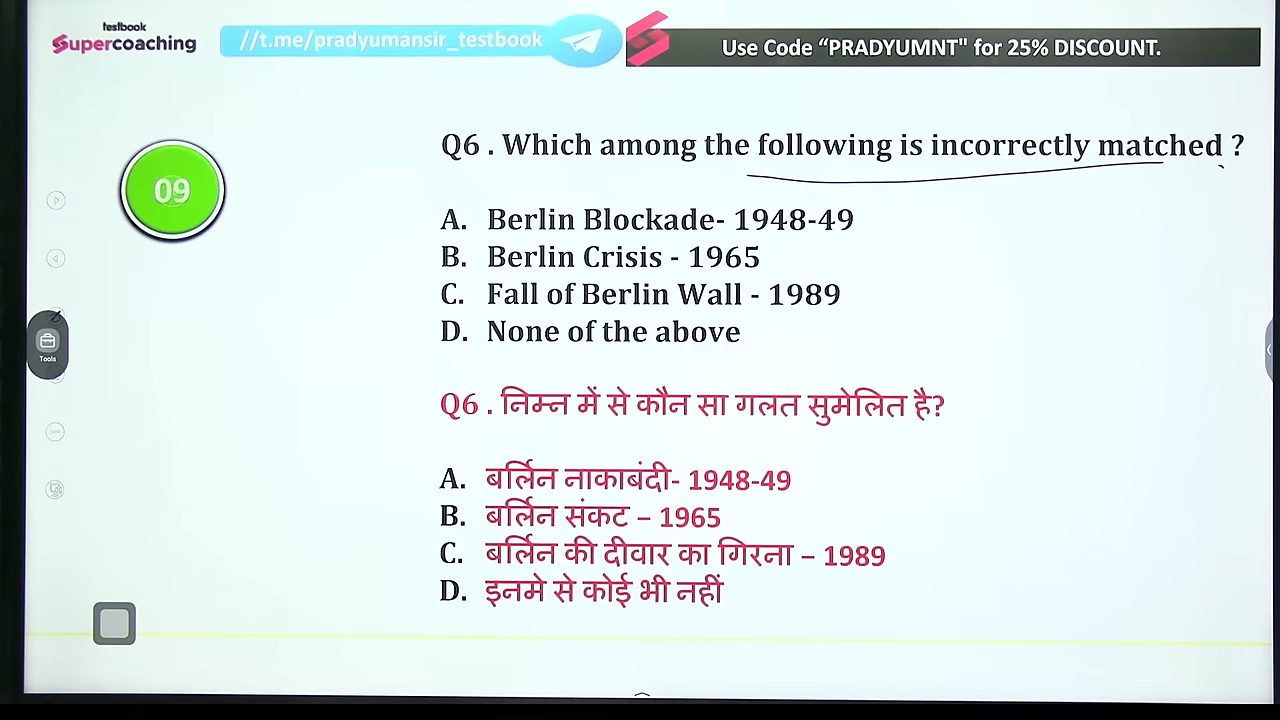 testbook
Supercoaching
//t.me/pradyumansir_testbook
Use Code “PRADYUMNT" for 25% DISCOUNT.
09
Q6 . Which among the following is incorrectly matched ?
A. Berlin Blockade- 1948-49
B. Berlin Crisis - 1965
C. Fall of Berlin Wall - 1989
D. None of the above
Tools
Q6 . निम्न में से कौन सा गलत सुमेलित है?
A. बर्लिन नाकाबंदी- 1948-49
B. बर्लिन संकट – 1965
C. बर्लिन की दीवार का गिरना – 1989
D. इनमे से कोई भी नहीं